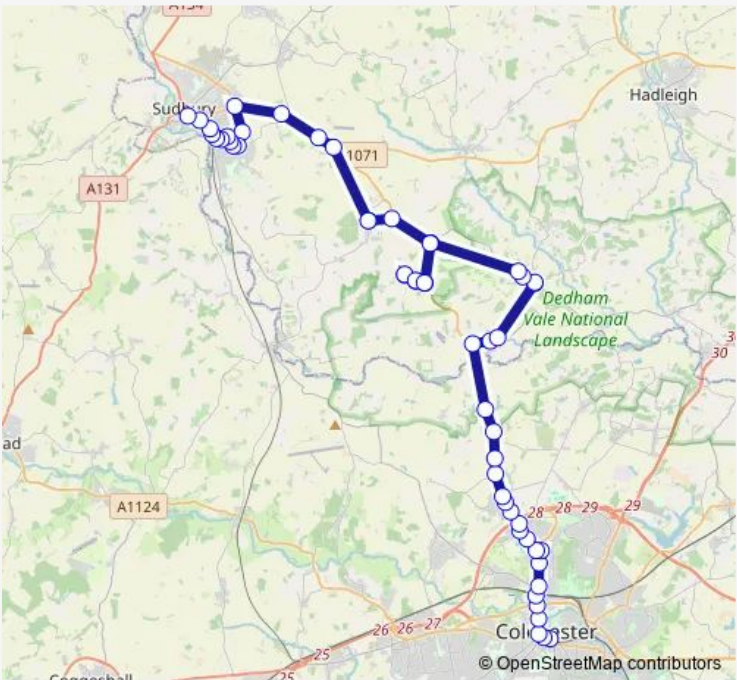 A134
Sudbury
Hadleigh
1071
A131
Dedham
Vale National
Landscape
30
ad
A1124
28 28 29 29
26 26 27
Colchester
25
25
Coggeshall
© OpenStreetMap contributors